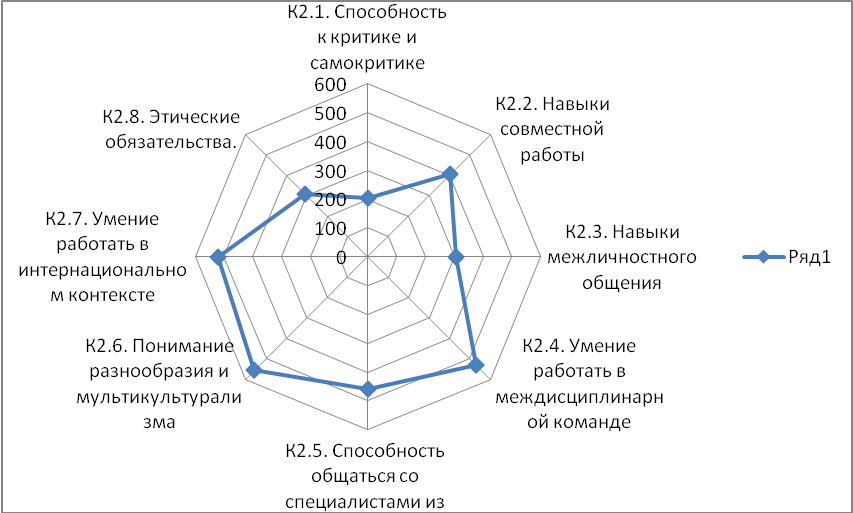 К2.1. Способность
к критике и
самокритике
К2.2. Навыки
совместной
работы
К2.3. Навыки
межличностного
общения
К2.4. Умение
работать в
междисциплинарн
ой команде
К2.5. Способность
общаться со
специалистами из
К2.6. Понимание
разнообразия и
мультикультурали
зма
К2.7. Умение
работать в
интернационально
м контексте
К2.8. Этические
обязательства.
600
500
400
300
200
100
0
Ряд1